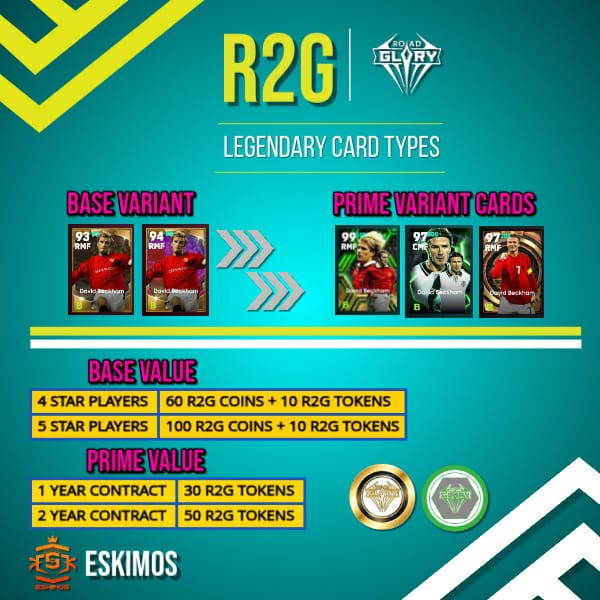 R2G
ROAD
GLORY
LEGENDARY CARD TYPES
BASE VARIANT
PRIME VARIANT CARDS
93
RMF
David Beckham
B
94
RMF
David Beckham
B
99
RMF
David Beckham
97
CMF
David Beckham
B
97
RMF
David Beckham
BASE VALUE
4 STAR PLAYERS 60 R2G COINS + 10 R2G TOKENS
5 STAR PLAYERS 100 R2G COINS + 10 R2G TOKENS
PRIME VALUE
1 YEAR CONTRACT 30 R2G TOKENS
2 YEAR CONTRACT 50 R2G TOKENS
GLORY
GLORY
ESKIMOS
ESKIMOS